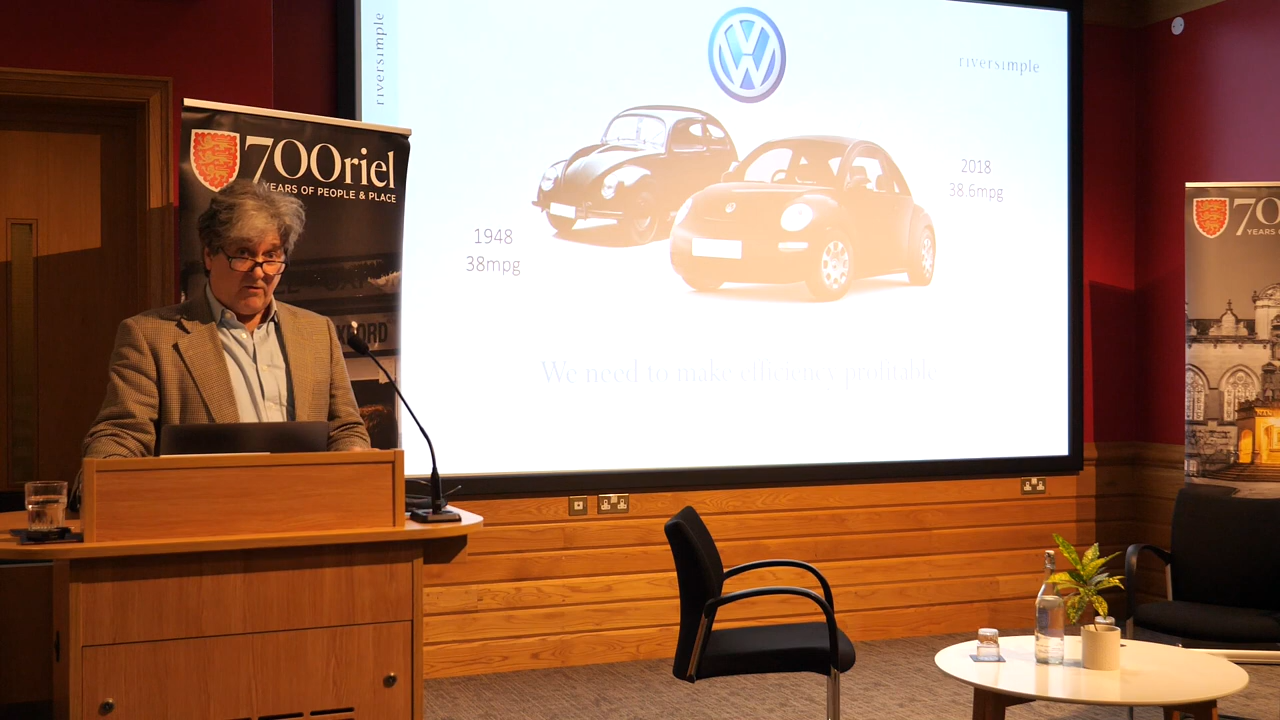 riversimple
riversimple
700riel
YEARS OF PEOPLE & PLACE
1948
38mpg
2018
38.6mpg
We need to make efficiency profitable
70
YEARS